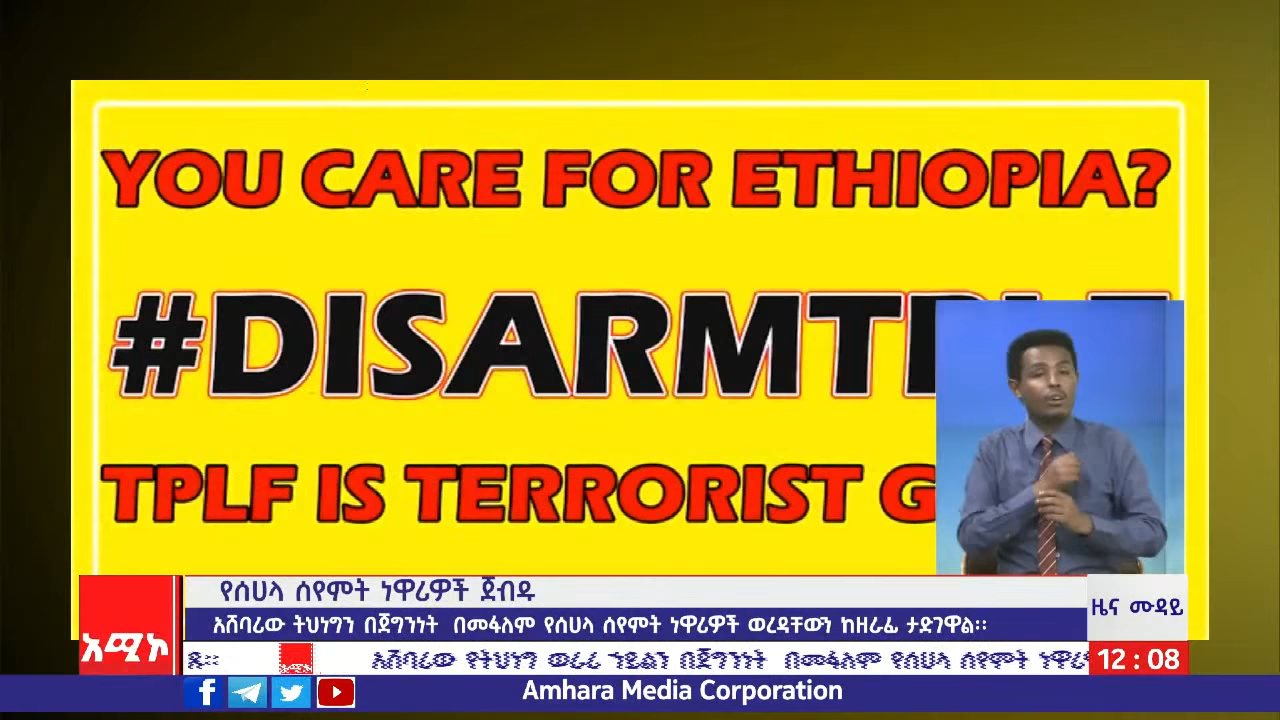 YOU CARE FOR ETHIOPIA?
#DISARMT
TPLF IS TERRORIST G
የሰሀላ ሰየምት ነዋሪዎች ጀብዱ
ዜና ሙዳይ
አሸባሪው ትህነግን በጀግንነት በመፋለም የሰሀላ ሰየምት ነዋሪዎች ወረዳቸውን ከዘራፊ ታድገዋል።
አሚኮ
አሸባሪው የትህነግ ወራሪ ኀይልን በጀግንነት በመፋለም የሰሀላ ሰየምት
12:08
Amhara Media Corporation